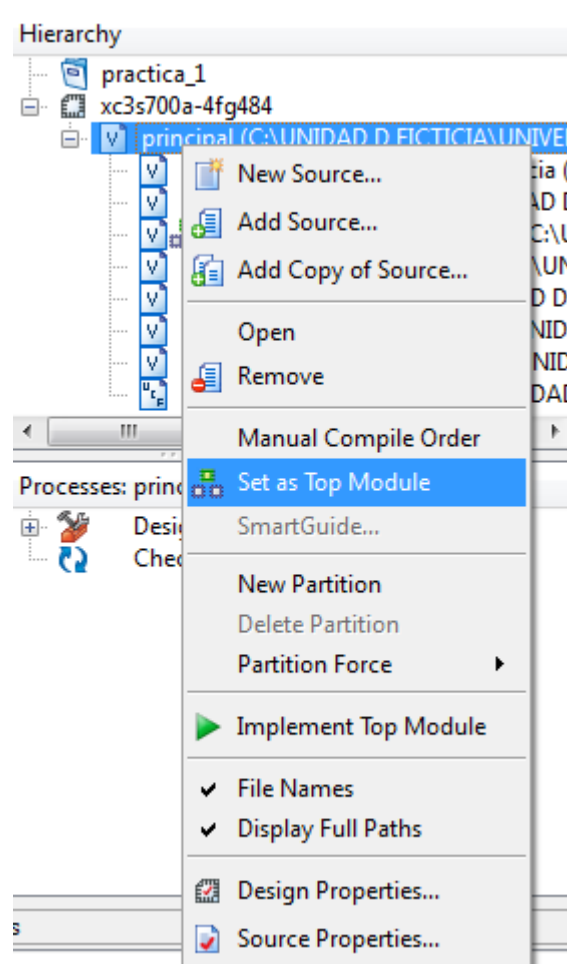 Hierarchy
practica_1
xc3s700a-4fg484
principal (C:\UNIDAD D FICTICIA\UNIVE
New Source...
Add Source...
C:\
Add Copy of Source...
Open
Remove
Manual Compile Order
Processes:
Set as Top Module
SmartGuide...
New Partition
Delete Partition
Partition Force
Implement Top Module
File Names
Display Full Paths
Design Properties...
Source Properties...